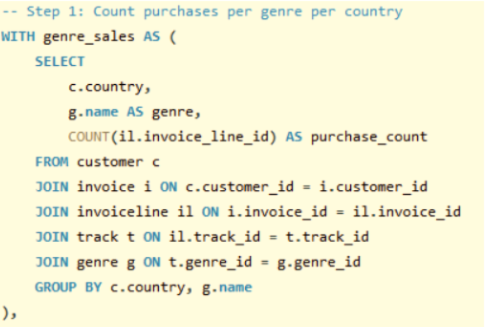 -- Step 1: Count purchases per genre per country
WITH genre_sales AS (
    SELECT
        c.country,
        g.name AS genre,
        COUNT(il.invoice_line_id) AS purchase_count
    FROM customer c
    JOIN invoice i ON c.customer_id = i.customer_id
    JOIN invoiceline il ON i.invoice_id = il.invoice_id
    JOIN track t ON il.track_id = t.track_id
    JOIN genre g ON t.genre_id = g.genre_id
    GROUP BY c.country, g.name
),